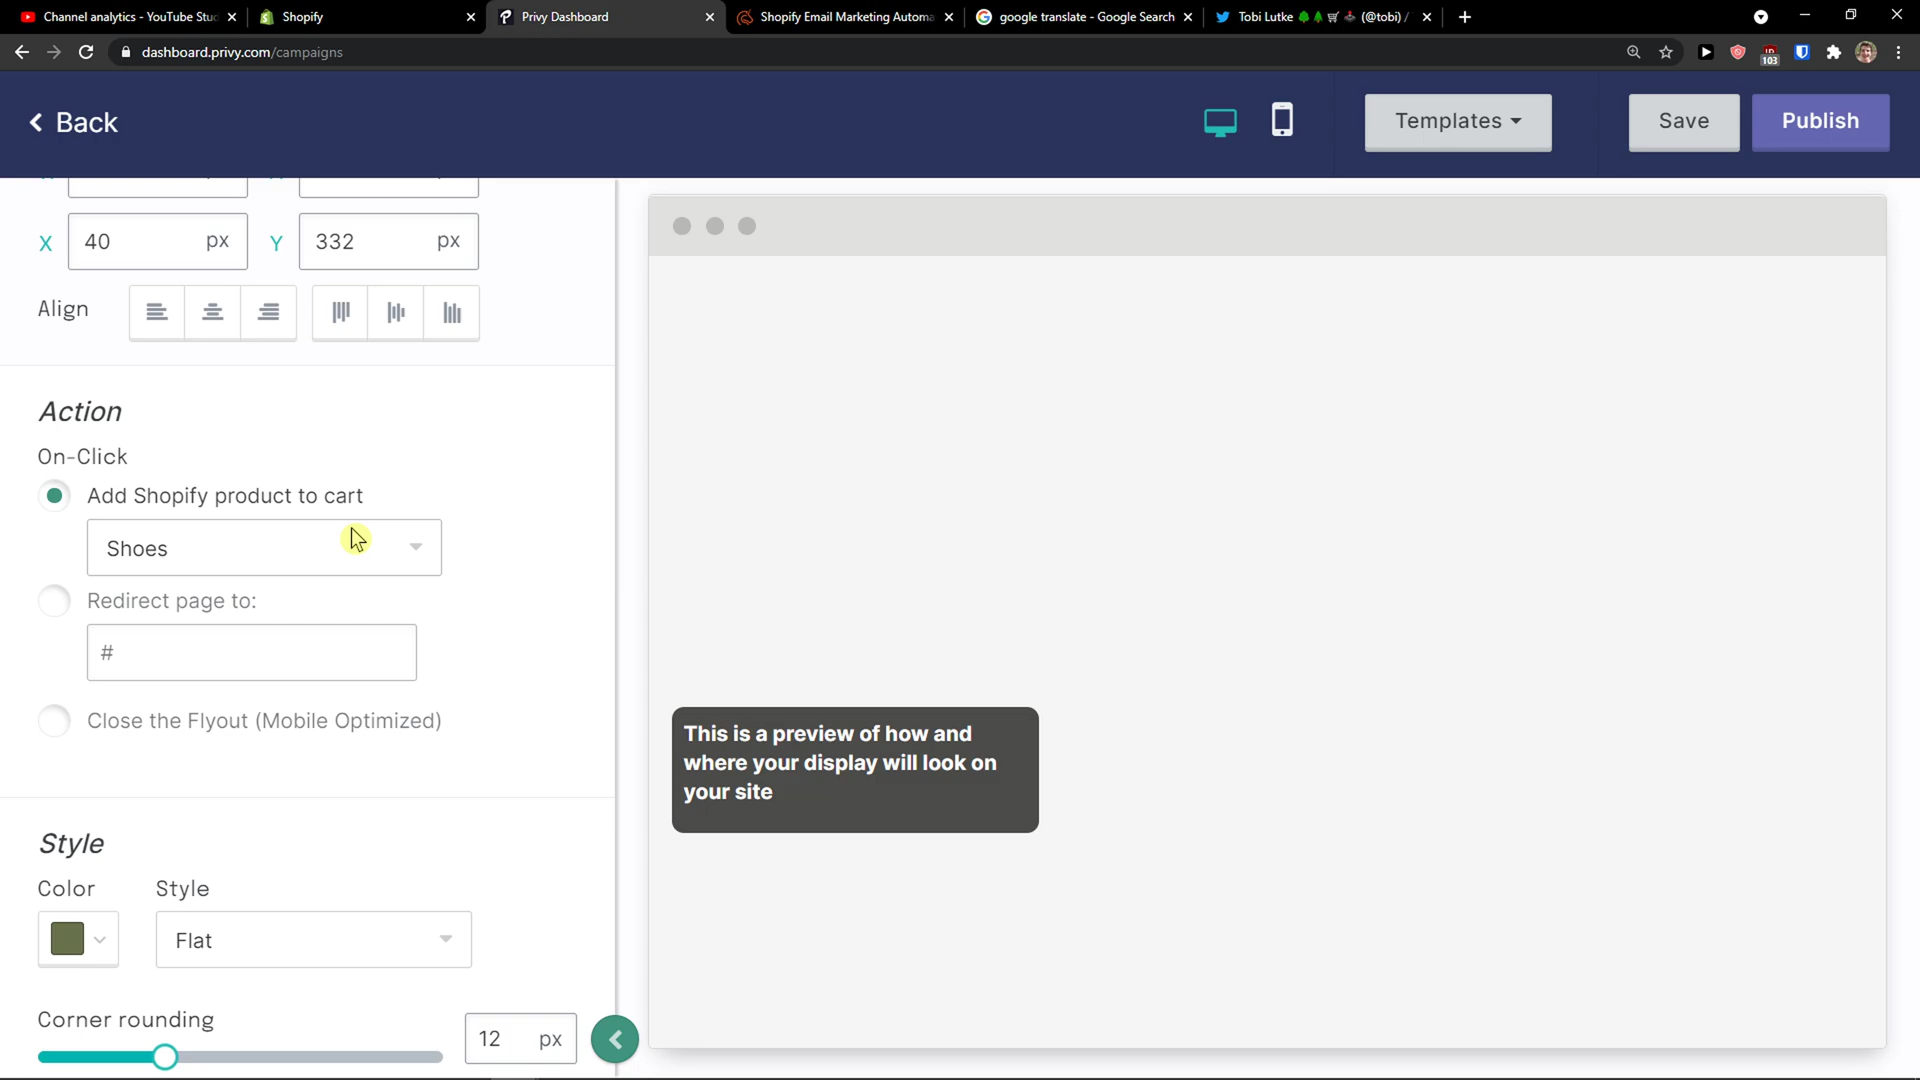 Channel analytics - YouTube Stu
Shopify
Privy Dashboard
Shopify Email Marketing Automa
google translate - Google Search
Tobi Lutke 🌲🌲🛒🕹 (@tobi) /
dashboard.privy.com/campaigns
103
Back
Templates
Save
Publish
X 40 px Y 332 px
Align
Action
On-Click
Add Shopify product to cart
Shoes
Redirect page to:
#
Close the Flyout (Mobile Optimized)
This is a preview of how and
where your display will look on
your site
Style
Color Style
Flat
Corner rounding
12 px